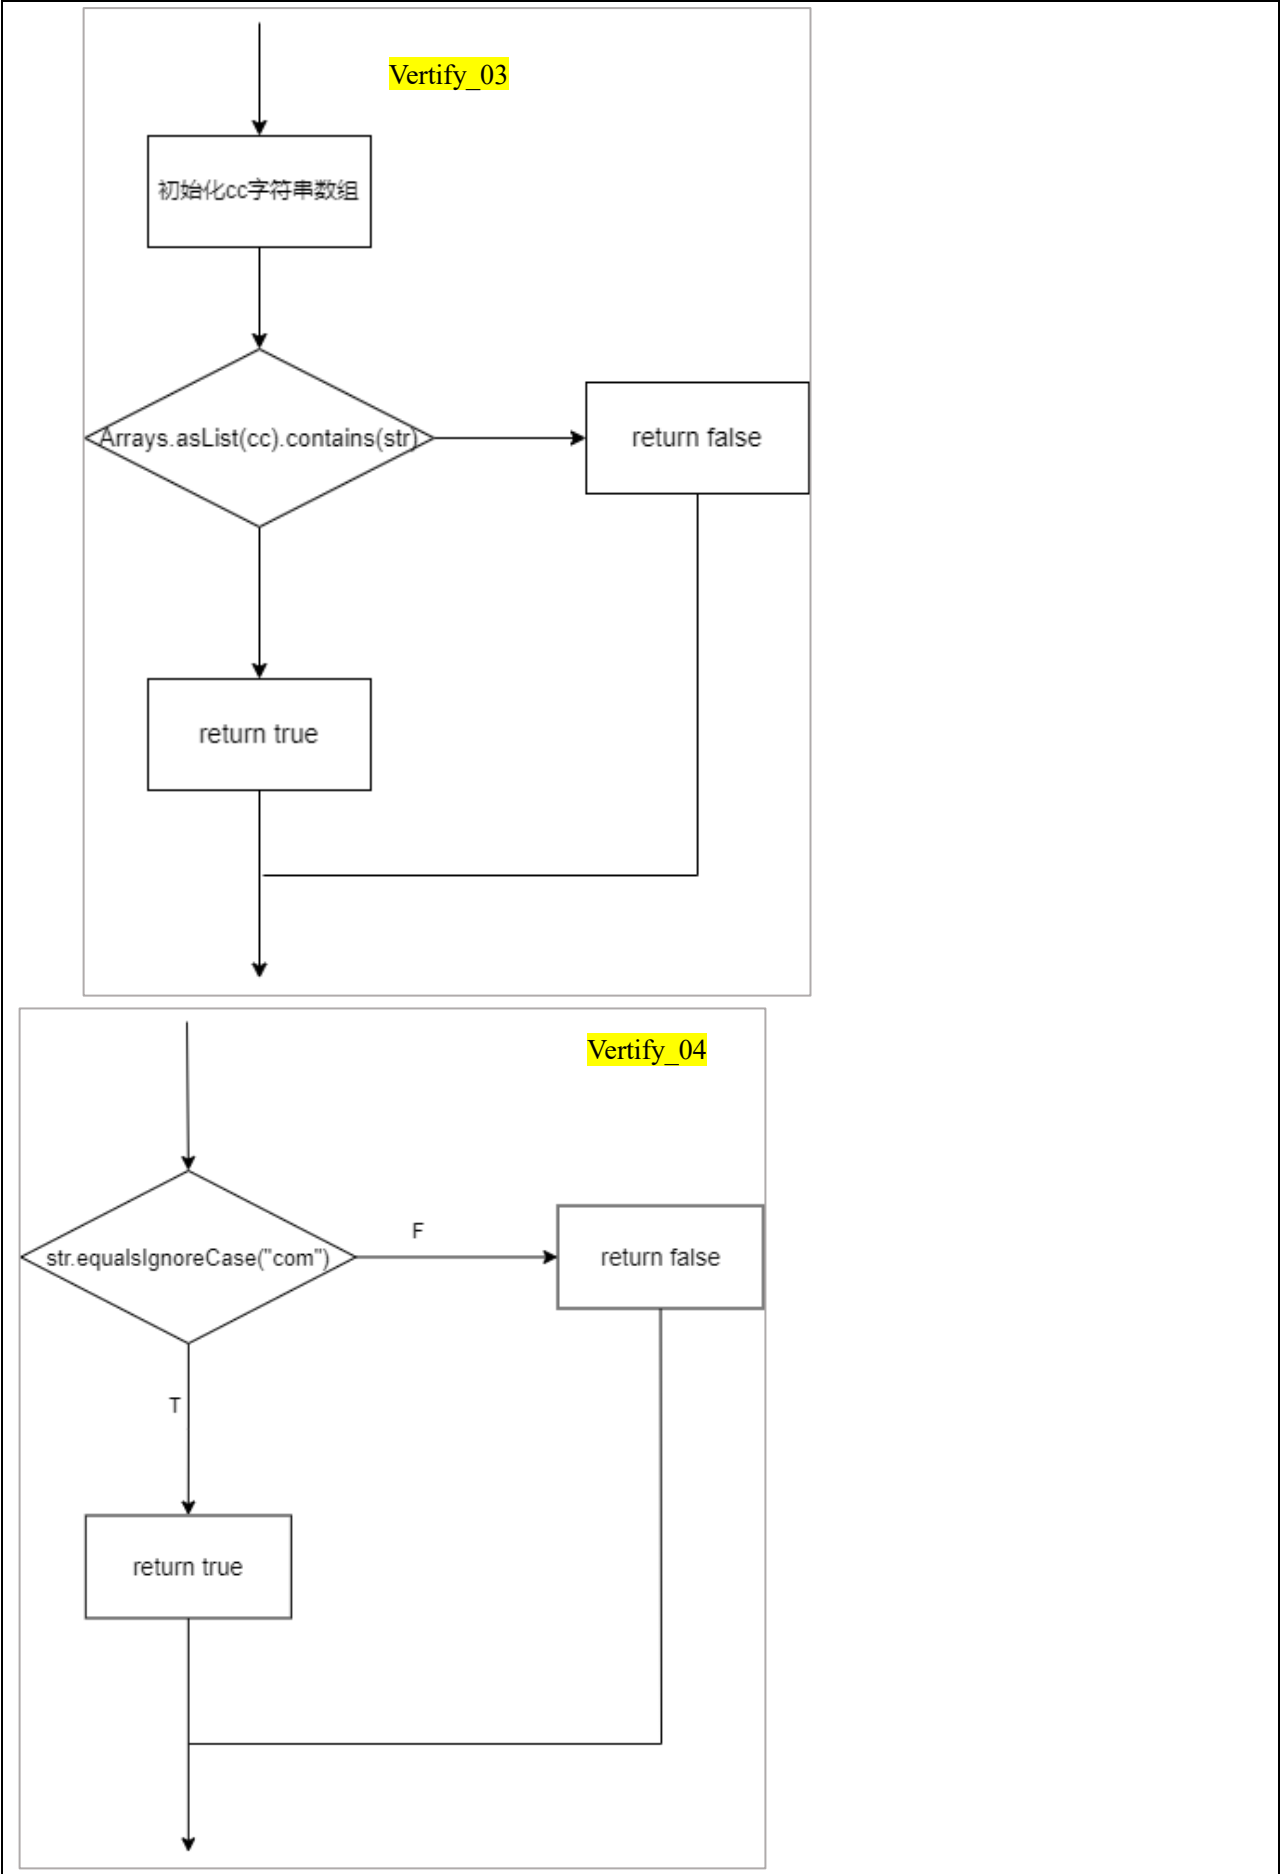 Vertify_03
初始化cc字符串数组
Arrays.asList(cc).contains(str)
return false
return true
Vertify_04
F
str.equalsIgnoreCase("com")
return false
T
return true